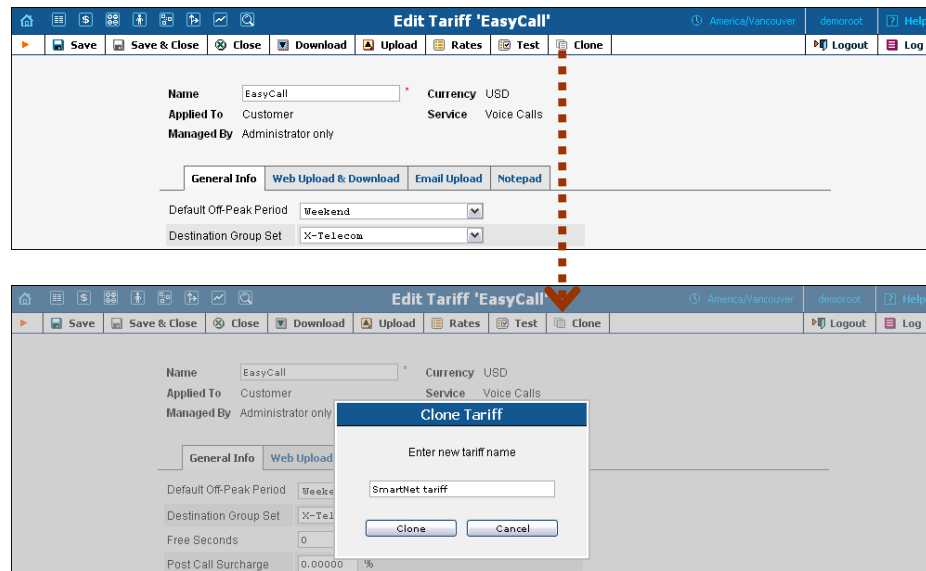 Edit Tariff 'EasyCall' America/Vancouver demoroot ? Help
Save Save & Close Close Download Upload Rates Test Clone Logout Log
Name EasyCall * Currency USD
Applied To Customer Service Voice Calls
Managed By Administrator only
General Info Web Upload & Download Email Upload Notepad
Default Off-Peak Period Weekend
Destination Group Set X-Telecom
Edit Tariff 'EasyCall' America/Vancouver demoroot ? Help
Save Save & Close Close Download Upload Rates Test Clone Logout Log
Name EasyCall * Currency USD
Applied To Customer Service Voice Calls
Managed By Administrator only
Clone Tariff
Enter new tariff name
SmartNet tariff
Clone Cancel
General Info Web Upload
Default Off-Peak Period Weeke
Destination Group Set X-Tel
Free Seconds 0
Post Call Surcharge 0.00000 %